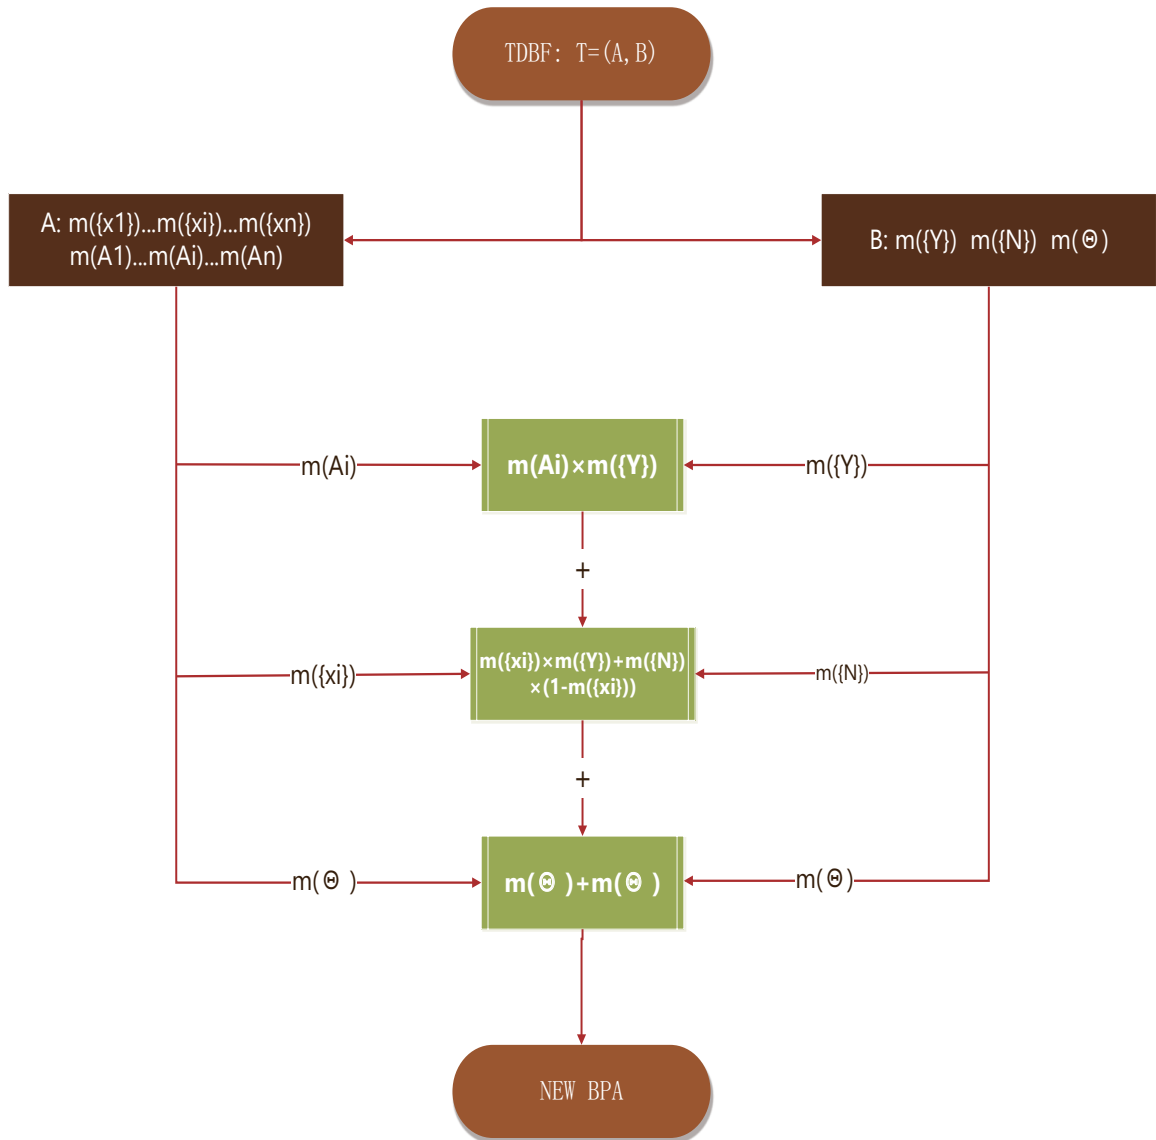 TDBF: T=(A,B)
A: m({x1})...m({xi})...m({xn})
m(A1)...m(Ai)...m(An)
B: m({Y}) m({N}) m(Θ)
m(Ai)
m(Ai)×m({Y})
m({Y})
+
m({xi})
m({xi})×m({Y})+m({N})
×(1-m({xi}))
m({N})
+
m(Θ )
m(Θ )+m(Θ )
m(Θ)
NEW BPA